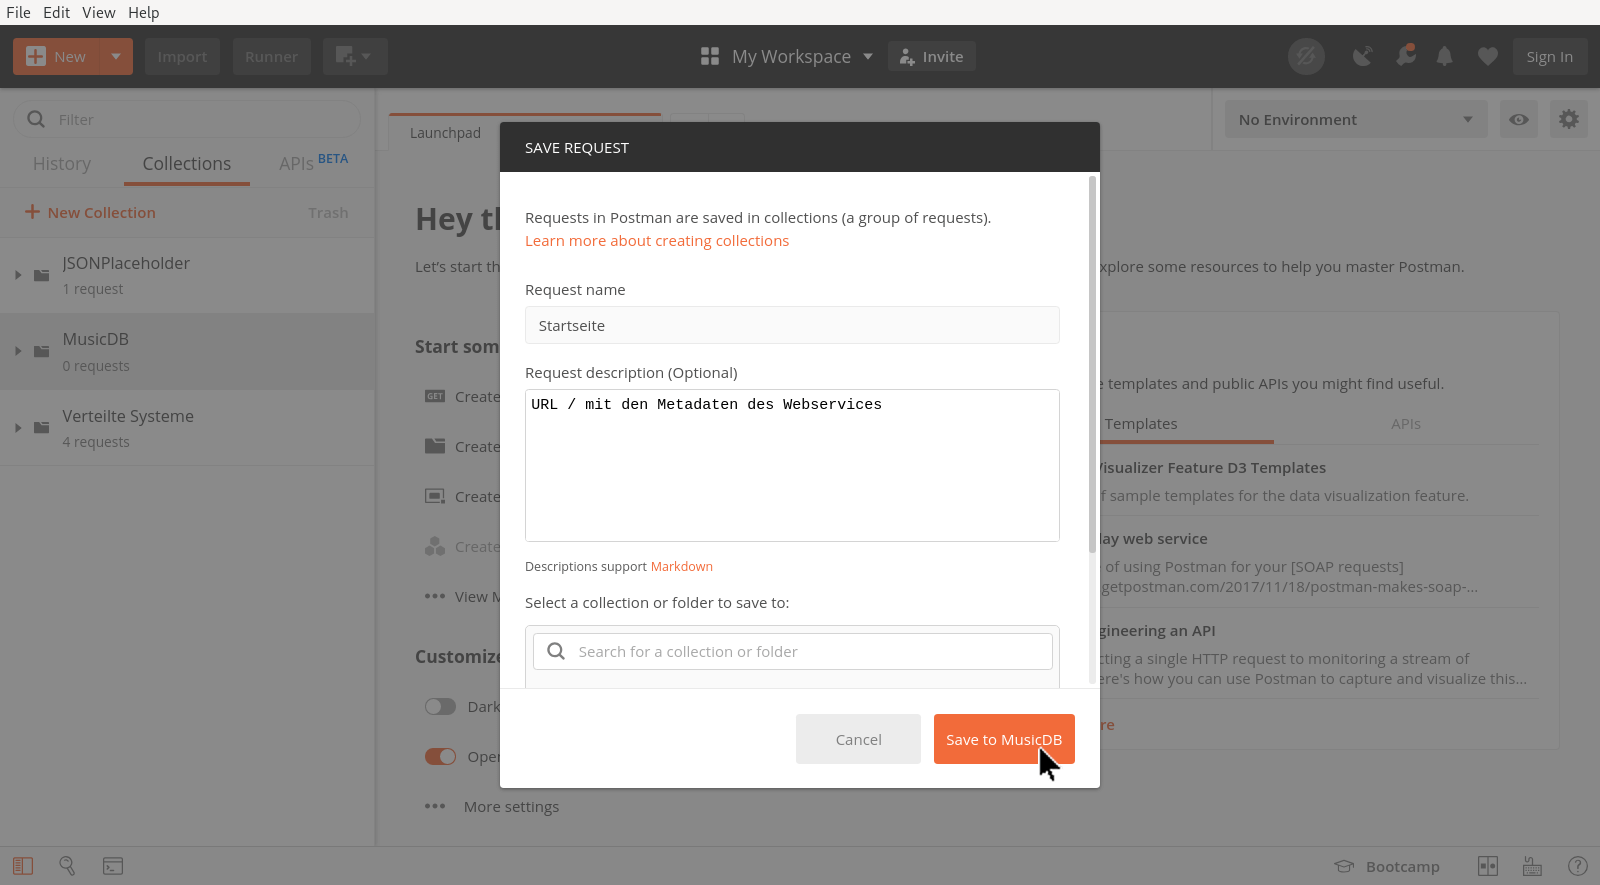 File Edit View Help
New Import Runner My Workspace Invite Sign In
Filter
History Collections APIs BETA
New Collection Trash
JSONPlaceholder
1 request
MusicDB
0 requests
Verteilte Systeme
4 requests
Launchpad
No Environment
Hey
Let's start
xplore some resources to help you master Postman.
Start som
GET Create
Create
Create
Create
View M
Customize
Dark
Oper
More settings
SAVE REQUEST
Requests in Postman are saved in collections (a group of requests).
Learn more about creating collections
Request name
Startseite
Request description (Optional)
URL / mit den Metadaten des Webservices
Descriptions support Markdown
Select a collection or folder to save to:
Search for a collection or folder
Cancel Save to MusicDB
templates and public APIs you might find useful.
Templates APIs
Visualizer Feature D3 Templates
f sample templates for the data visualization feature.
lay web service
of using Postman for your [SOAP requests]
getpostman.com/2017/11/18/postman-makes-soap-...
gineering an API
cting a single HTTP request to monitoring a stream of
ere's how you can use Postman to capture and visualize this...
re
Bootcamp